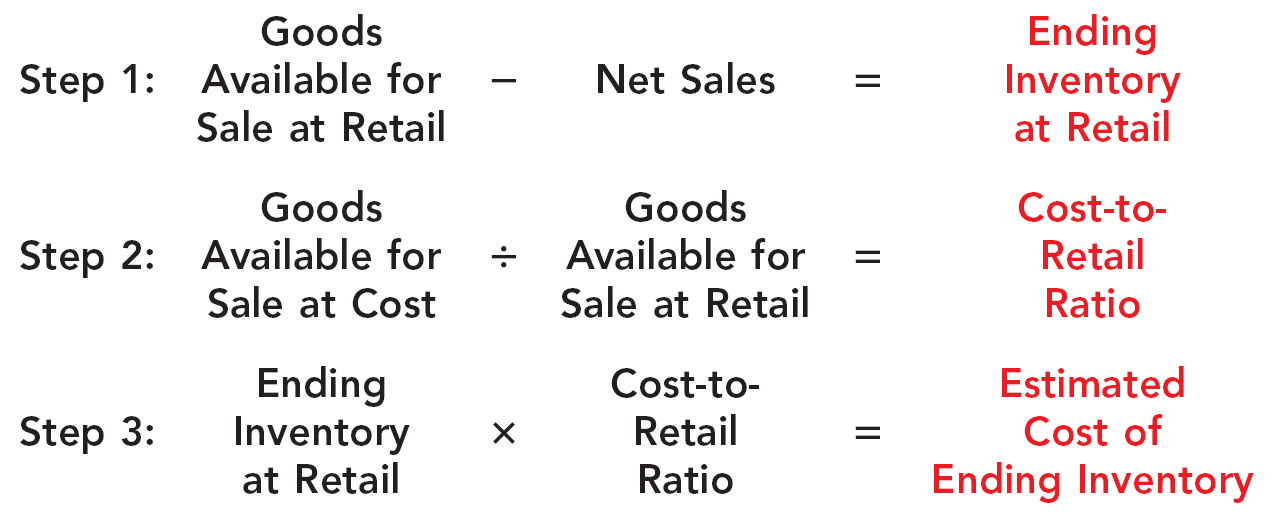 Goods Ending
Step 1: Available for − Net Sales = Inventory
Sale at Retail at Retail
Goods Goods Cost-to-
Step 2: Available for ÷ Available for = Retail
Sale at Cost Sale at Retail Ratio
Ending Cost-to- Estimated
Step 3: Inventory × Retail = Cost of
at Retail Ratio Ending Inventory